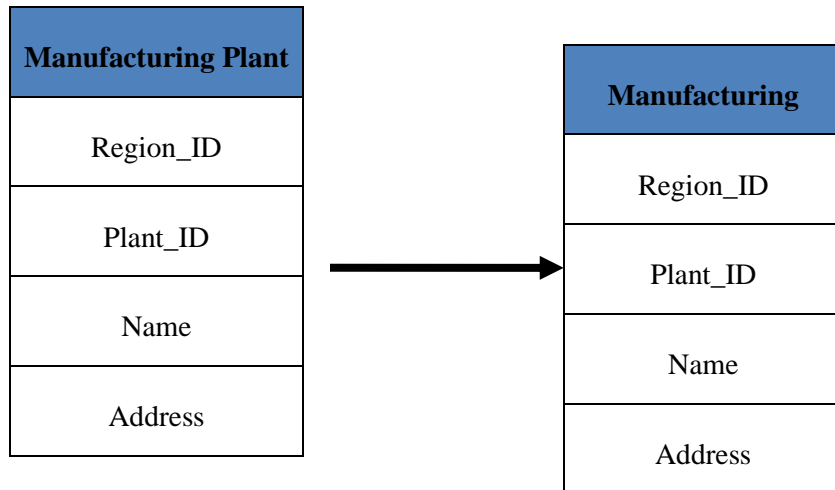 Manufacturing Plant
Region_ID
Plant_ID
Name
Address
Manufacturing
Region_ID
Plant_ID
Name
Address